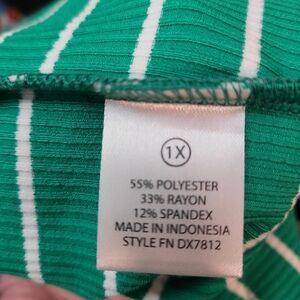 1X
55% POLYESTER
33% RAYON
12% SPANDEX
MADE IN INDONESIA
STYLE FN DX7812